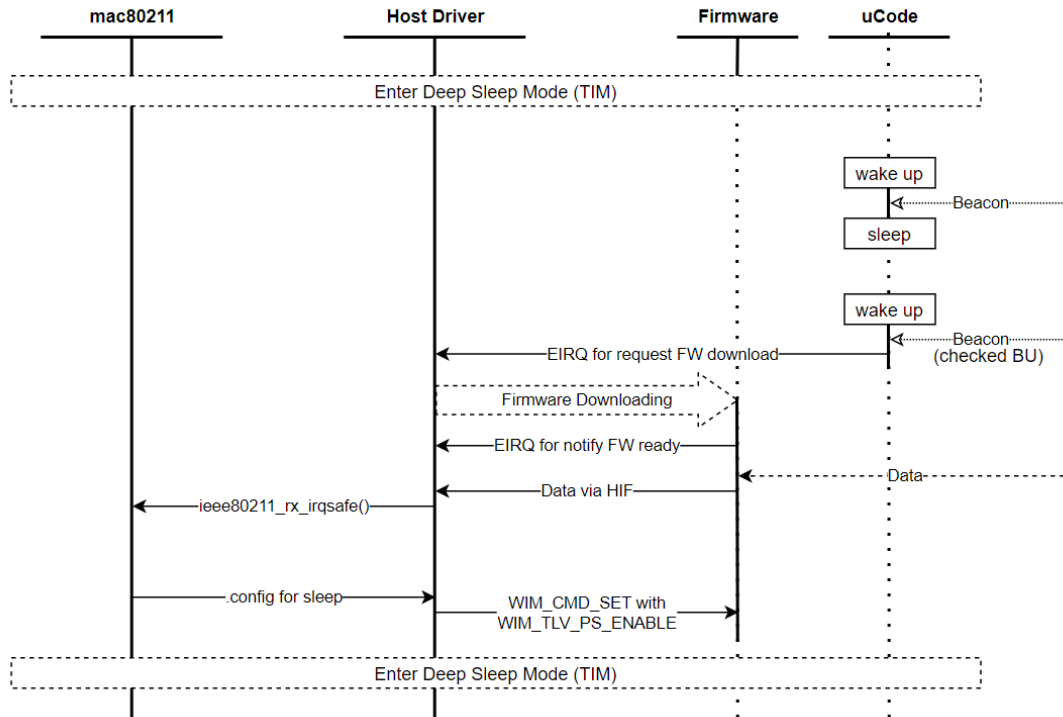 mac80211
Host Driver
Firmware
uCode
Enter Deep Sleep Mode (TIM)
wake up
Beacon
sleep
wake up
Beacon
(checked BU)
EIRQ for request FW download
Firmware Downloading
EIRQ for notify FW ready
Data
Data via HIF
ieee80211_rx_irqsafe()
.config for sleep
WIM_CMD_SET with
WIM_TLV_PS_ENABLE
Enter Deep Sleep Mode (TIM)